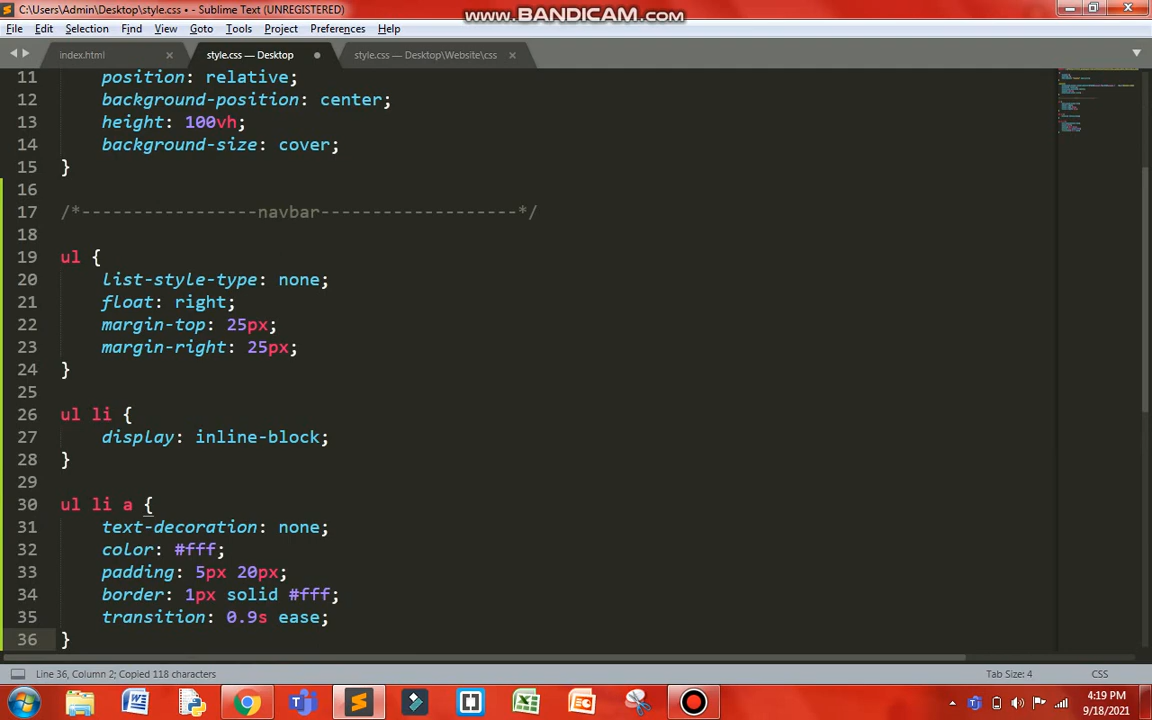 C:\Users\Admin\Desktop\style.css • - Sublime Text (UNREGISTERED)
www.BANDICAM.com
File Edit Selection Find View Goto Tools Project Preferences Help
index.html × style.css — Desktop style.css — Desktop\Website\css ×
11 position: relative;
12 background-position: center;
13 height: 100vh;
14 background-size: cover;
15 }
16
17 /*-----------------navbar-------------------*/
18
19 ul {
20 list-style-type: none;
21 float: right;
22 margin-top: 25px;
23 margin-right: 25px;
24 }
25
26 ul li {
27 display: inline-block;
28 }
29
30 ul li a {
31 text-decoration: none;
32 color: #fff;
33 padding: 5px 20px;
34 border: 1px solid #fff;
35 transition: 0.9s ease;
36 }
Line 36, Column 2; Copied 118 characters Tab Size: 4 CSS
4:19 PM
9/18/2021